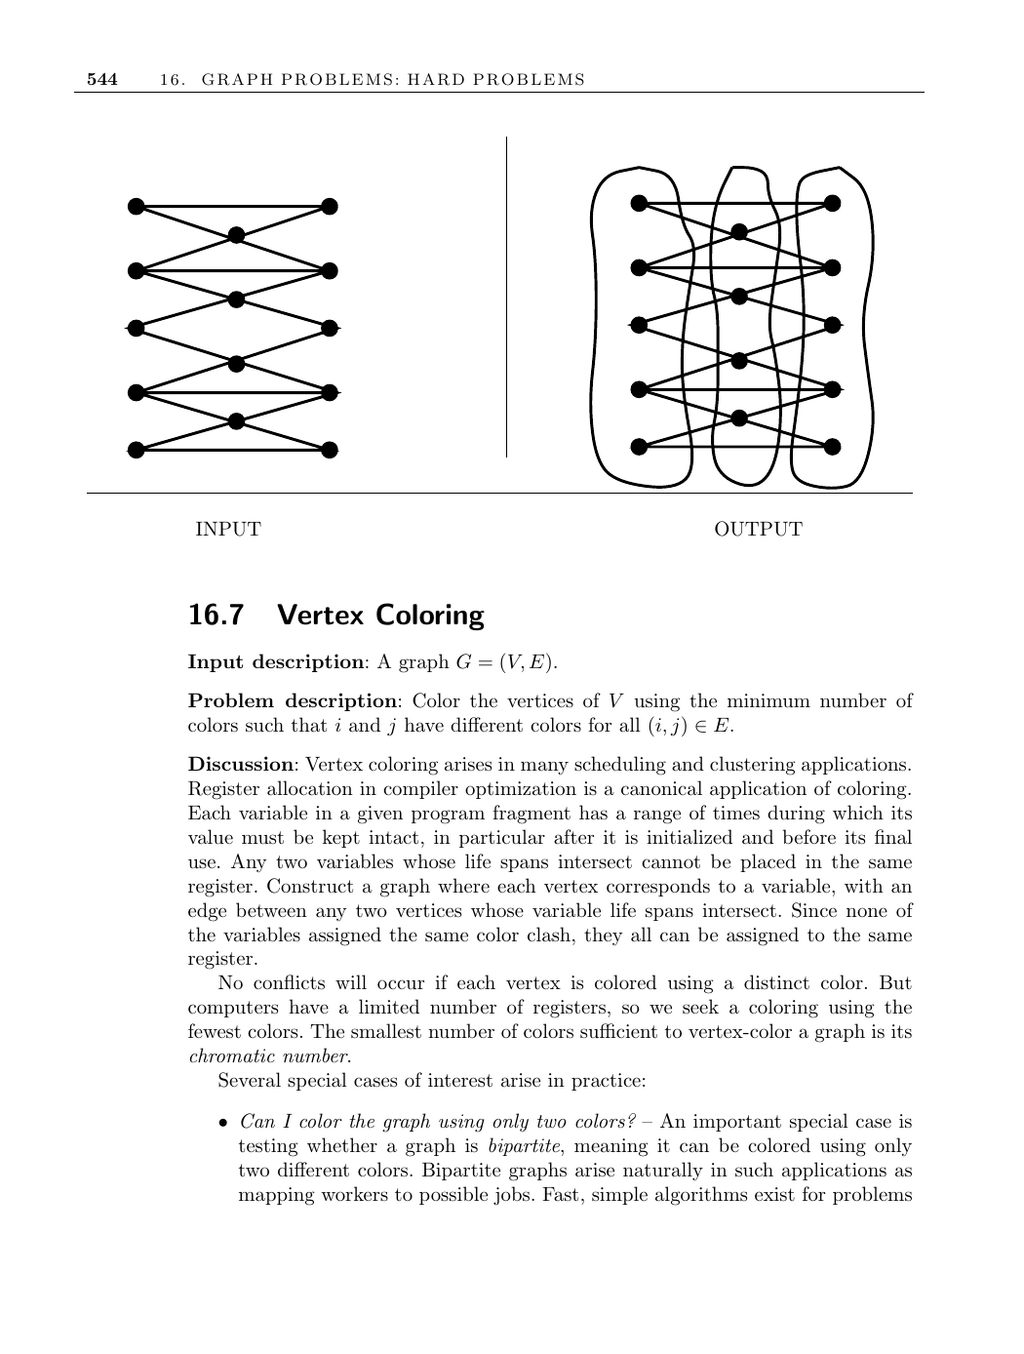 544 16. GRAPH PROBLEMS: HARD PROBLEMS
INPUT OUTPUT
16.7 Vertex Coloring
Input description: A graph G = (V, E).
Problem description: Color the vertices of V using the minimum number of
colors such that i and j have different colors for all (i, j) ∈ E.
Discussion: Vertex coloring arises in many scheduling and clustering applications.
Register allocation in compiler optimization is a canonical application of coloring.
Each variable in a given program fragment has a range of times during which its
value must be kept intact, in particular after it is initialized and before its final
use. Any two variables whose life spans intersect cannot be placed in the same
register. Construct a graph where each vertex corresponds to a variable, with an
edge between any two vertices whose variable life spans intersect. Since none of
the variables assigned the same color clash, they all can be assigned to the same
register.
No conflicts will occur if each vertex is colored using a distinct color. But
computers have a limited number of registers, so we seek a coloring using the
fewest colors. The smallest number of colors sufficient to vertex-color a graph is its
chromatic number.
Several special cases of interest arise in practice:
• Can I color the graph using only two colors? – An important special case is
testing whether a graph is bipartite, meaning it can be colored using only
two different colors. Bipartite graphs arise naturally in such applications as
mapping workers to possible jobs. Fast, simple algorithms exist for problems